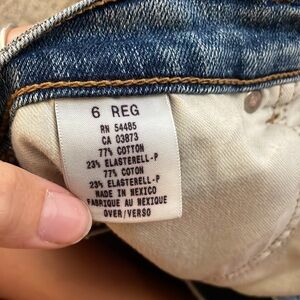 6 REG
RN 54485
CA 03873
77% COTTON
23% ELASTERELL-P
77% COTON
23% ELASTERELL-P
MADE IN MEXICO
FABRIQUE AU MEXIQUE
OVER/VERSO